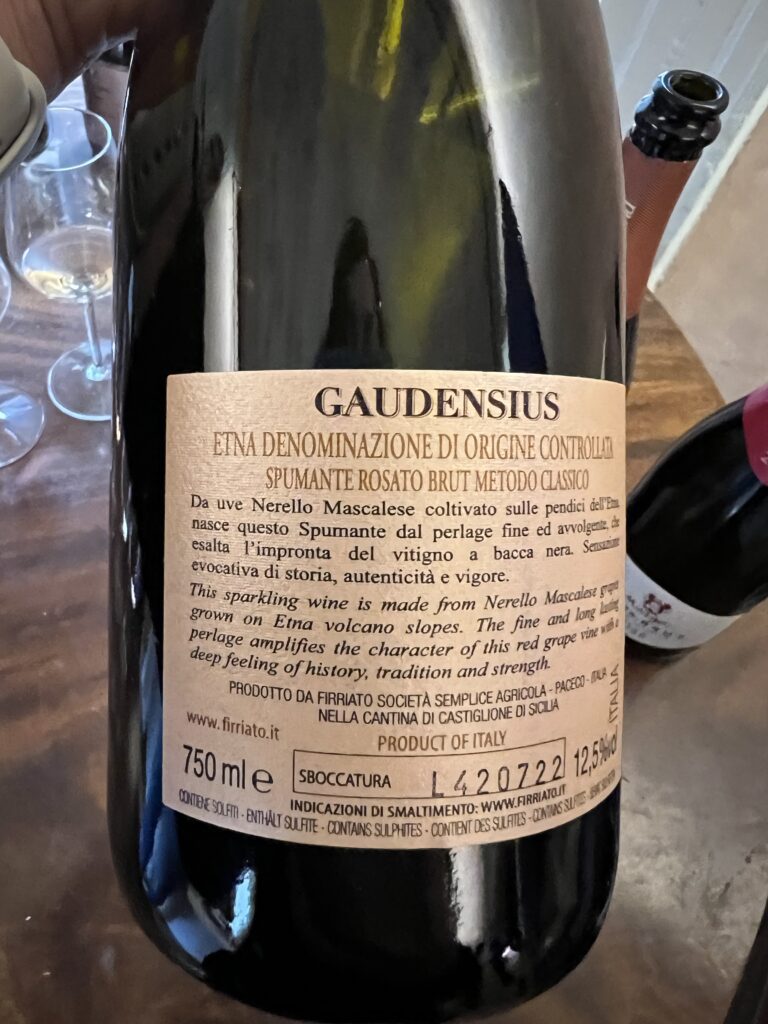 GAUDENSIUS
ETNA DENOMINAZIONE DI ORIGINE CONTROLLATA
SPUMANTE ROSATO BRUT METODO CLASSICO
Da uve Nerello Mascalese coltivato sulle pendici dell'Etna,
nasce questo Spumante dal perlage fine ed avvolgente, che
esalta l'impronta del vitigno a bacca nera. Sensazione
evocativa di storia, autenticità e vigore.
This sparkling wine is made from Nerello Mascalese grapes
grown on Etna volcano slopes. The fine and long lasting
perlage amplifies the character of this red grape vine with a
deep feeling of history, tradition and strength.
PRODOTTO DA FIRRIATO SOCIETÀ SEMPLICE AGRICOLA - PACECO - ITALIA
NELLA CANTINA DI CASTIGLIONE DI SICILIA
www.firriato.it
PRODUCT OF ITALY
ITALIA
750 ml e
SBOCCATURA L420722
12,5%vol
INDICAZIONI DI SMALTIMENTO: WWW.FIRRIATO.IT
CONTIENE SOLFITI - ENTHÄLT SULFITE - CONTAINS SULPHITES - CONTIENT DES SULFITES - CONTAINS SULFITES